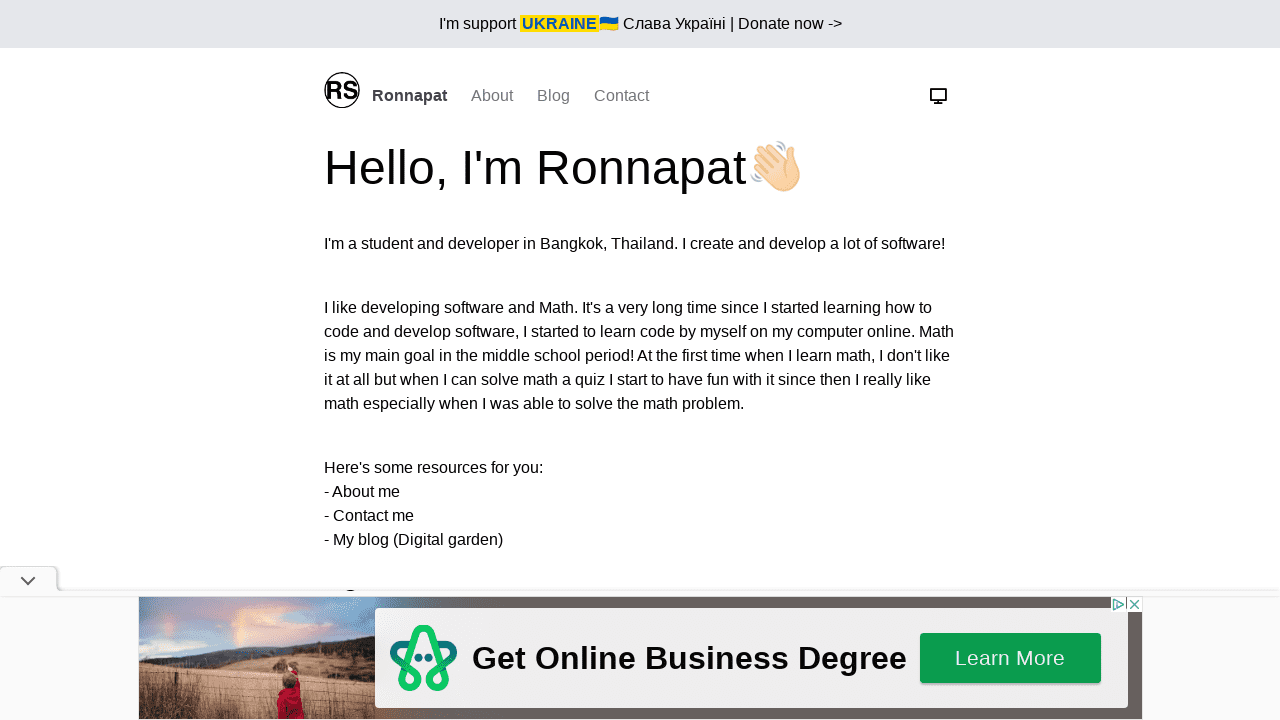 I'm support UKRAINE🇺🇦 Слава Україні | Donate now ->
RS Ronnapat About Blog Contact
Hello, I'm Ronnapat👋🏻
I'm a student and developer in Bangkok, Thailand. I create and develop a lot of software!
I like developing software and Math. It's a very long time since I started learning how to
code and develop software, I started to learn code by myself on my computer online. Math
is my main goal in the middle school period! At the first time when I learn math, I don't like
it at all but when I can solve math a quiz I start to have fun with it since then I really like
math especially when I was able to solve the math problem.
Here's some resources for you:
- About me
- Contact me
- My blog (Digital garden)
Get Online Business Degree
Learn More